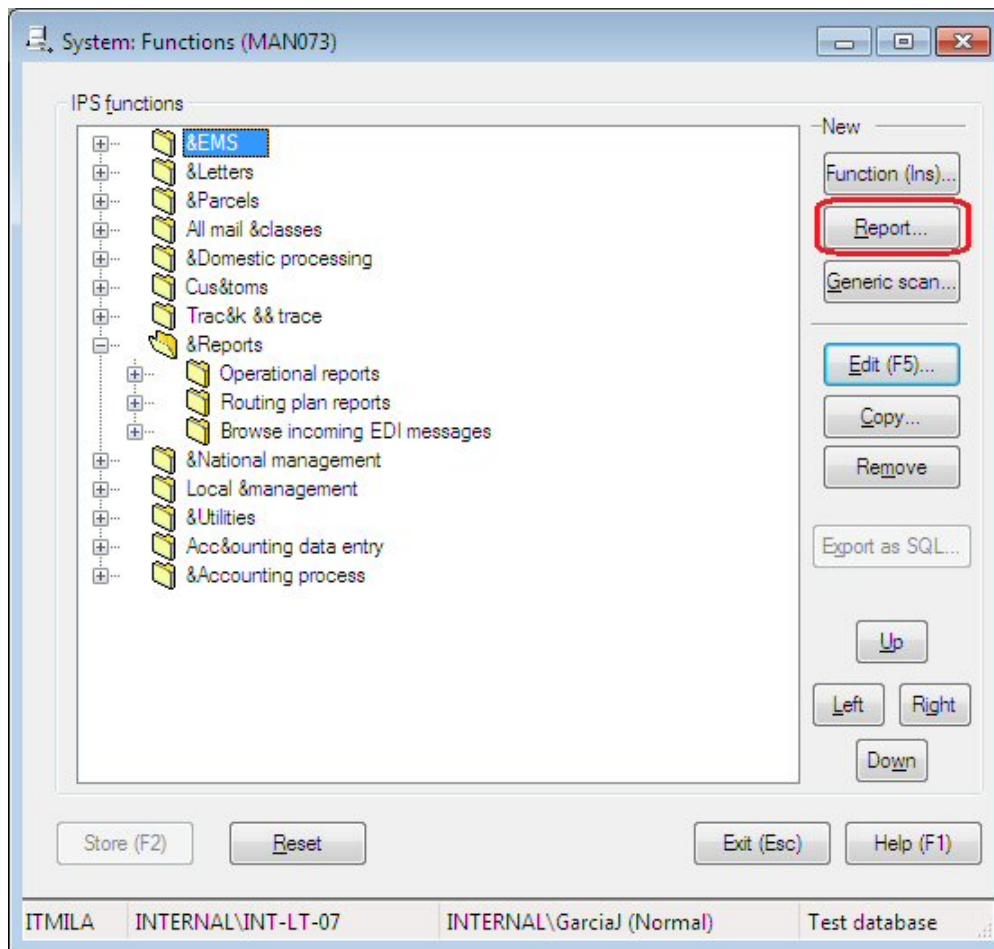 System: Functions (MAN073)
IPS functions
&EMS
&Letters
&Parcels
All mail &classes
&Domestic processing
Cus&toms
Trac&k && trace
&Reports
Operational reports
Routing plan reports
Browse incoming EDI messages
&National management
Local &management
&Utilities
Acc&ounting data entry
&Accounting process
New
Function (Ns)...
Report...
Generic scan...
Edit (F5)...
Copy...
Remove
Export as SQL...
Up
Left
Right
Down
Store (F2)
Reset
Exit (Esc)
Help (F1)
ITMILA
INTERNAL\INT-LT-07
INTERNAL\GarciaJ (Normal)
Test database